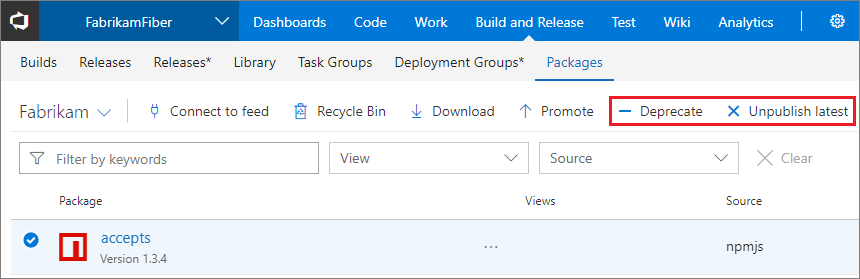 FabrikamFiber Dashboards Code Work Build and Release Test Wiki Analytics
Builds Releases Releases* Library Task Groups Deployment Groups* Packages
Fabrikam Connect to feed Recycle Bin Download Promote Deprecate Unpublish latest
Filter by keywords View Source Clear
Package Views Source
accepts ... npmjs
Version 1.3.4